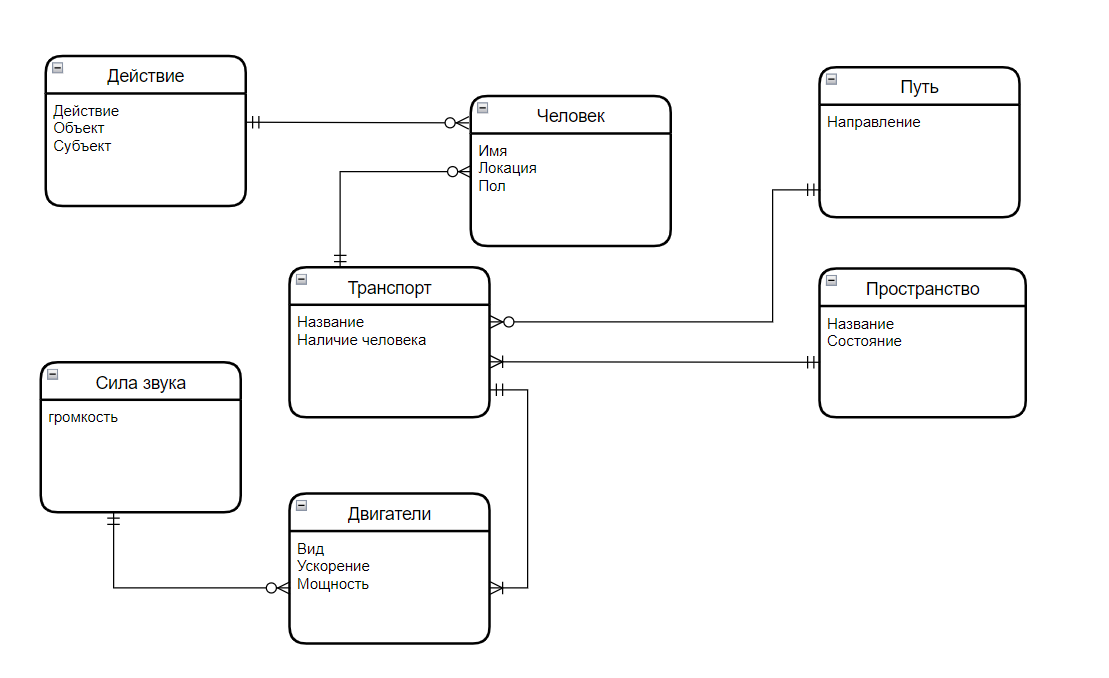 Действие
Действие
Объект
Субъект
Человек
Имя
Локация
Пол
Путь
Направление
Транспорт
Название
Наличие человека
Пространство
Название
Состояние
Сила звука
громкость
Двигатели
Вид
Ускорение
Мощность